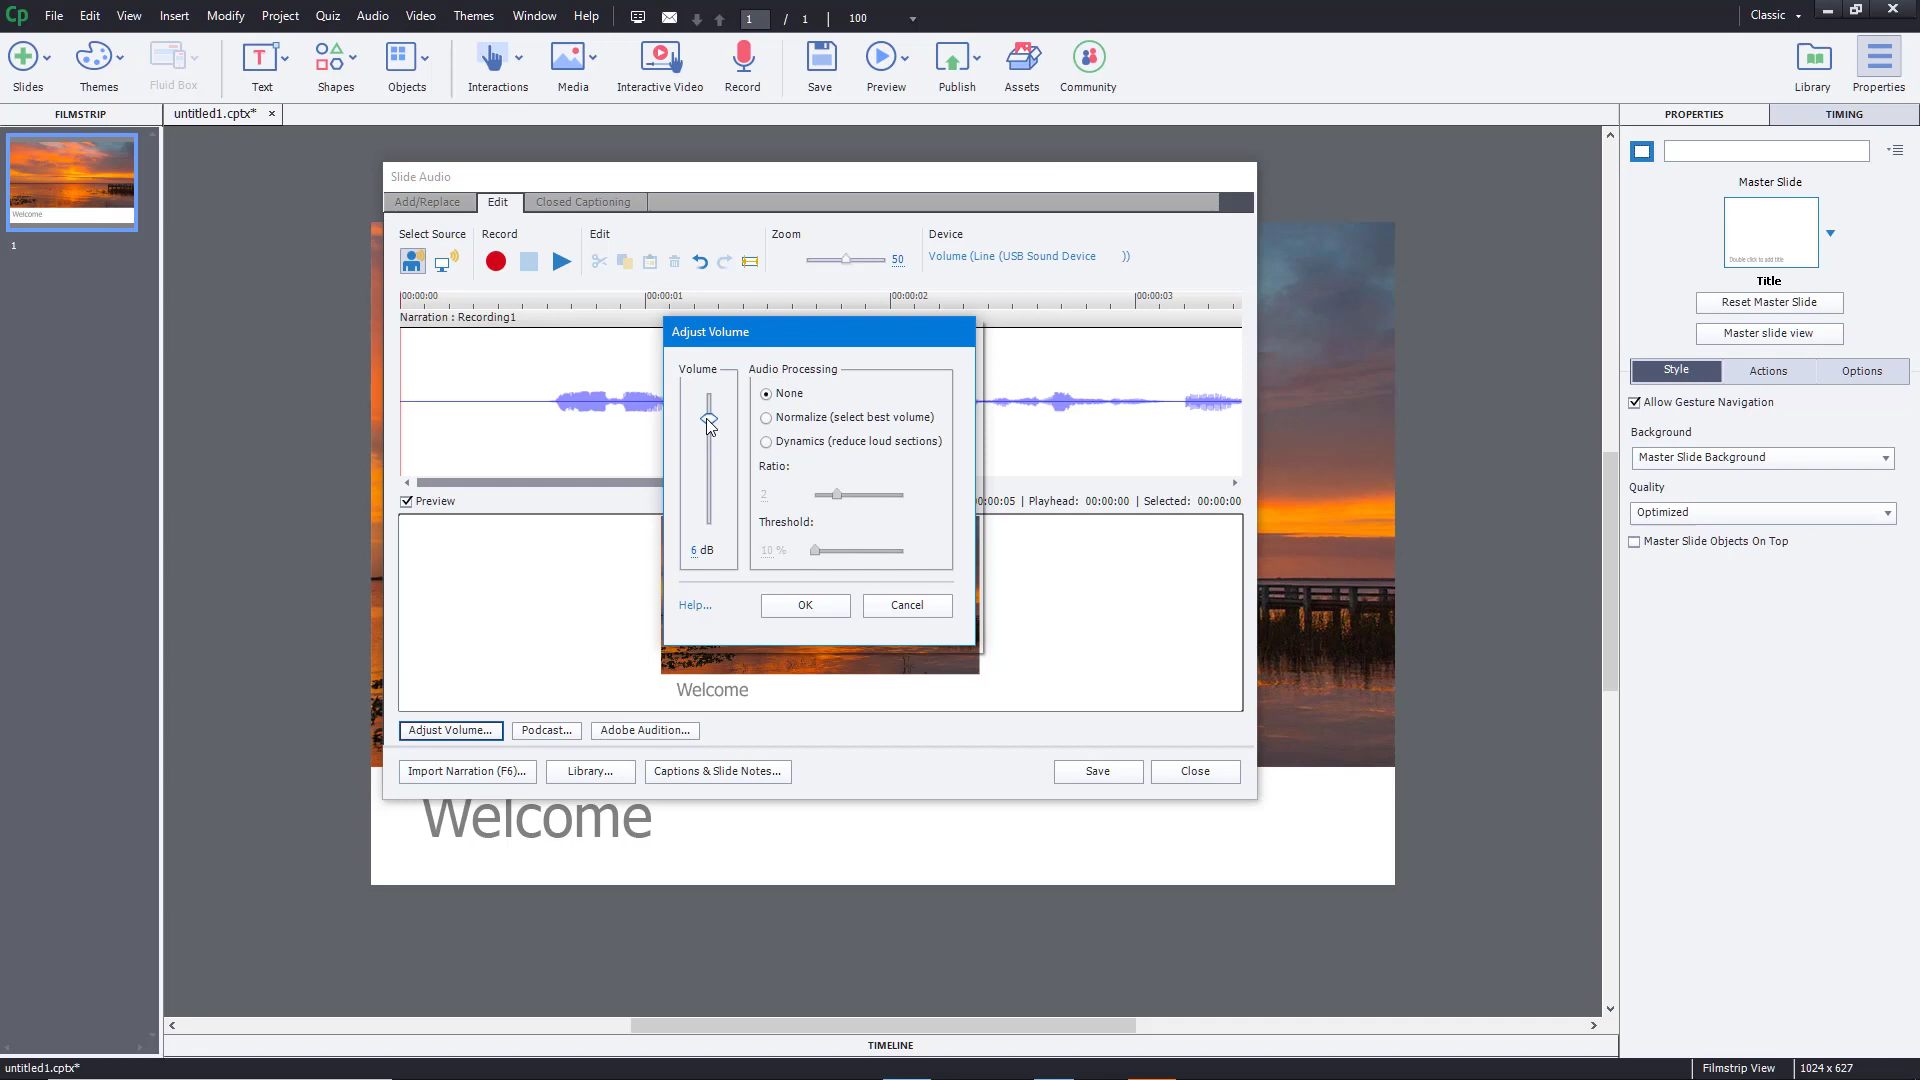 Cp File Edit View Insert Modify Project Quiz Audio Video Themes Window Help 1 / 1 100 Classic
Slides Themes Fluid Box Text Shapes Objects Interactions Media Interactive Video Record Save Preview Publish Assets Community Library Properties
FILMSTRIP untitled1.cptx* × PROPERTIES TIMING
Welcome
1
Slide Audio
Add/Replace Edit Closed Captioning
Select Source Record Edit Zoom Device
50 Volume (Line (USB Sound Device ))
00:00:00 00:00:01 00:00:02 00:00:03
Narration : Recording1
Adjust Volume
Volume Audio Processing
None
Normalize (select best volume)
Dynamics (reduce loud sections)
Ratio:
2
Threshold:
6 dB 10 %
Help... OK Cancel
Preview 00:05 | Playhead: 00:00:00 | Selected: 00:00:00
Welcome
Adjust Volume... Podcast... Adobe Audition...
Import Narration (F6)... Library... Captions & Slide Notes... Save Close
Welcome
Master Slide
Double click to add title
Title
Reset Master Slide
Master slide view
Style Actions Options
Allow Gesture Navigation
Background
Master Slide Background
Quality
Optimized
Master Slide Objects On Top
TIMELINE
untitled1.cptx* Filmstrip View 1024 x 627